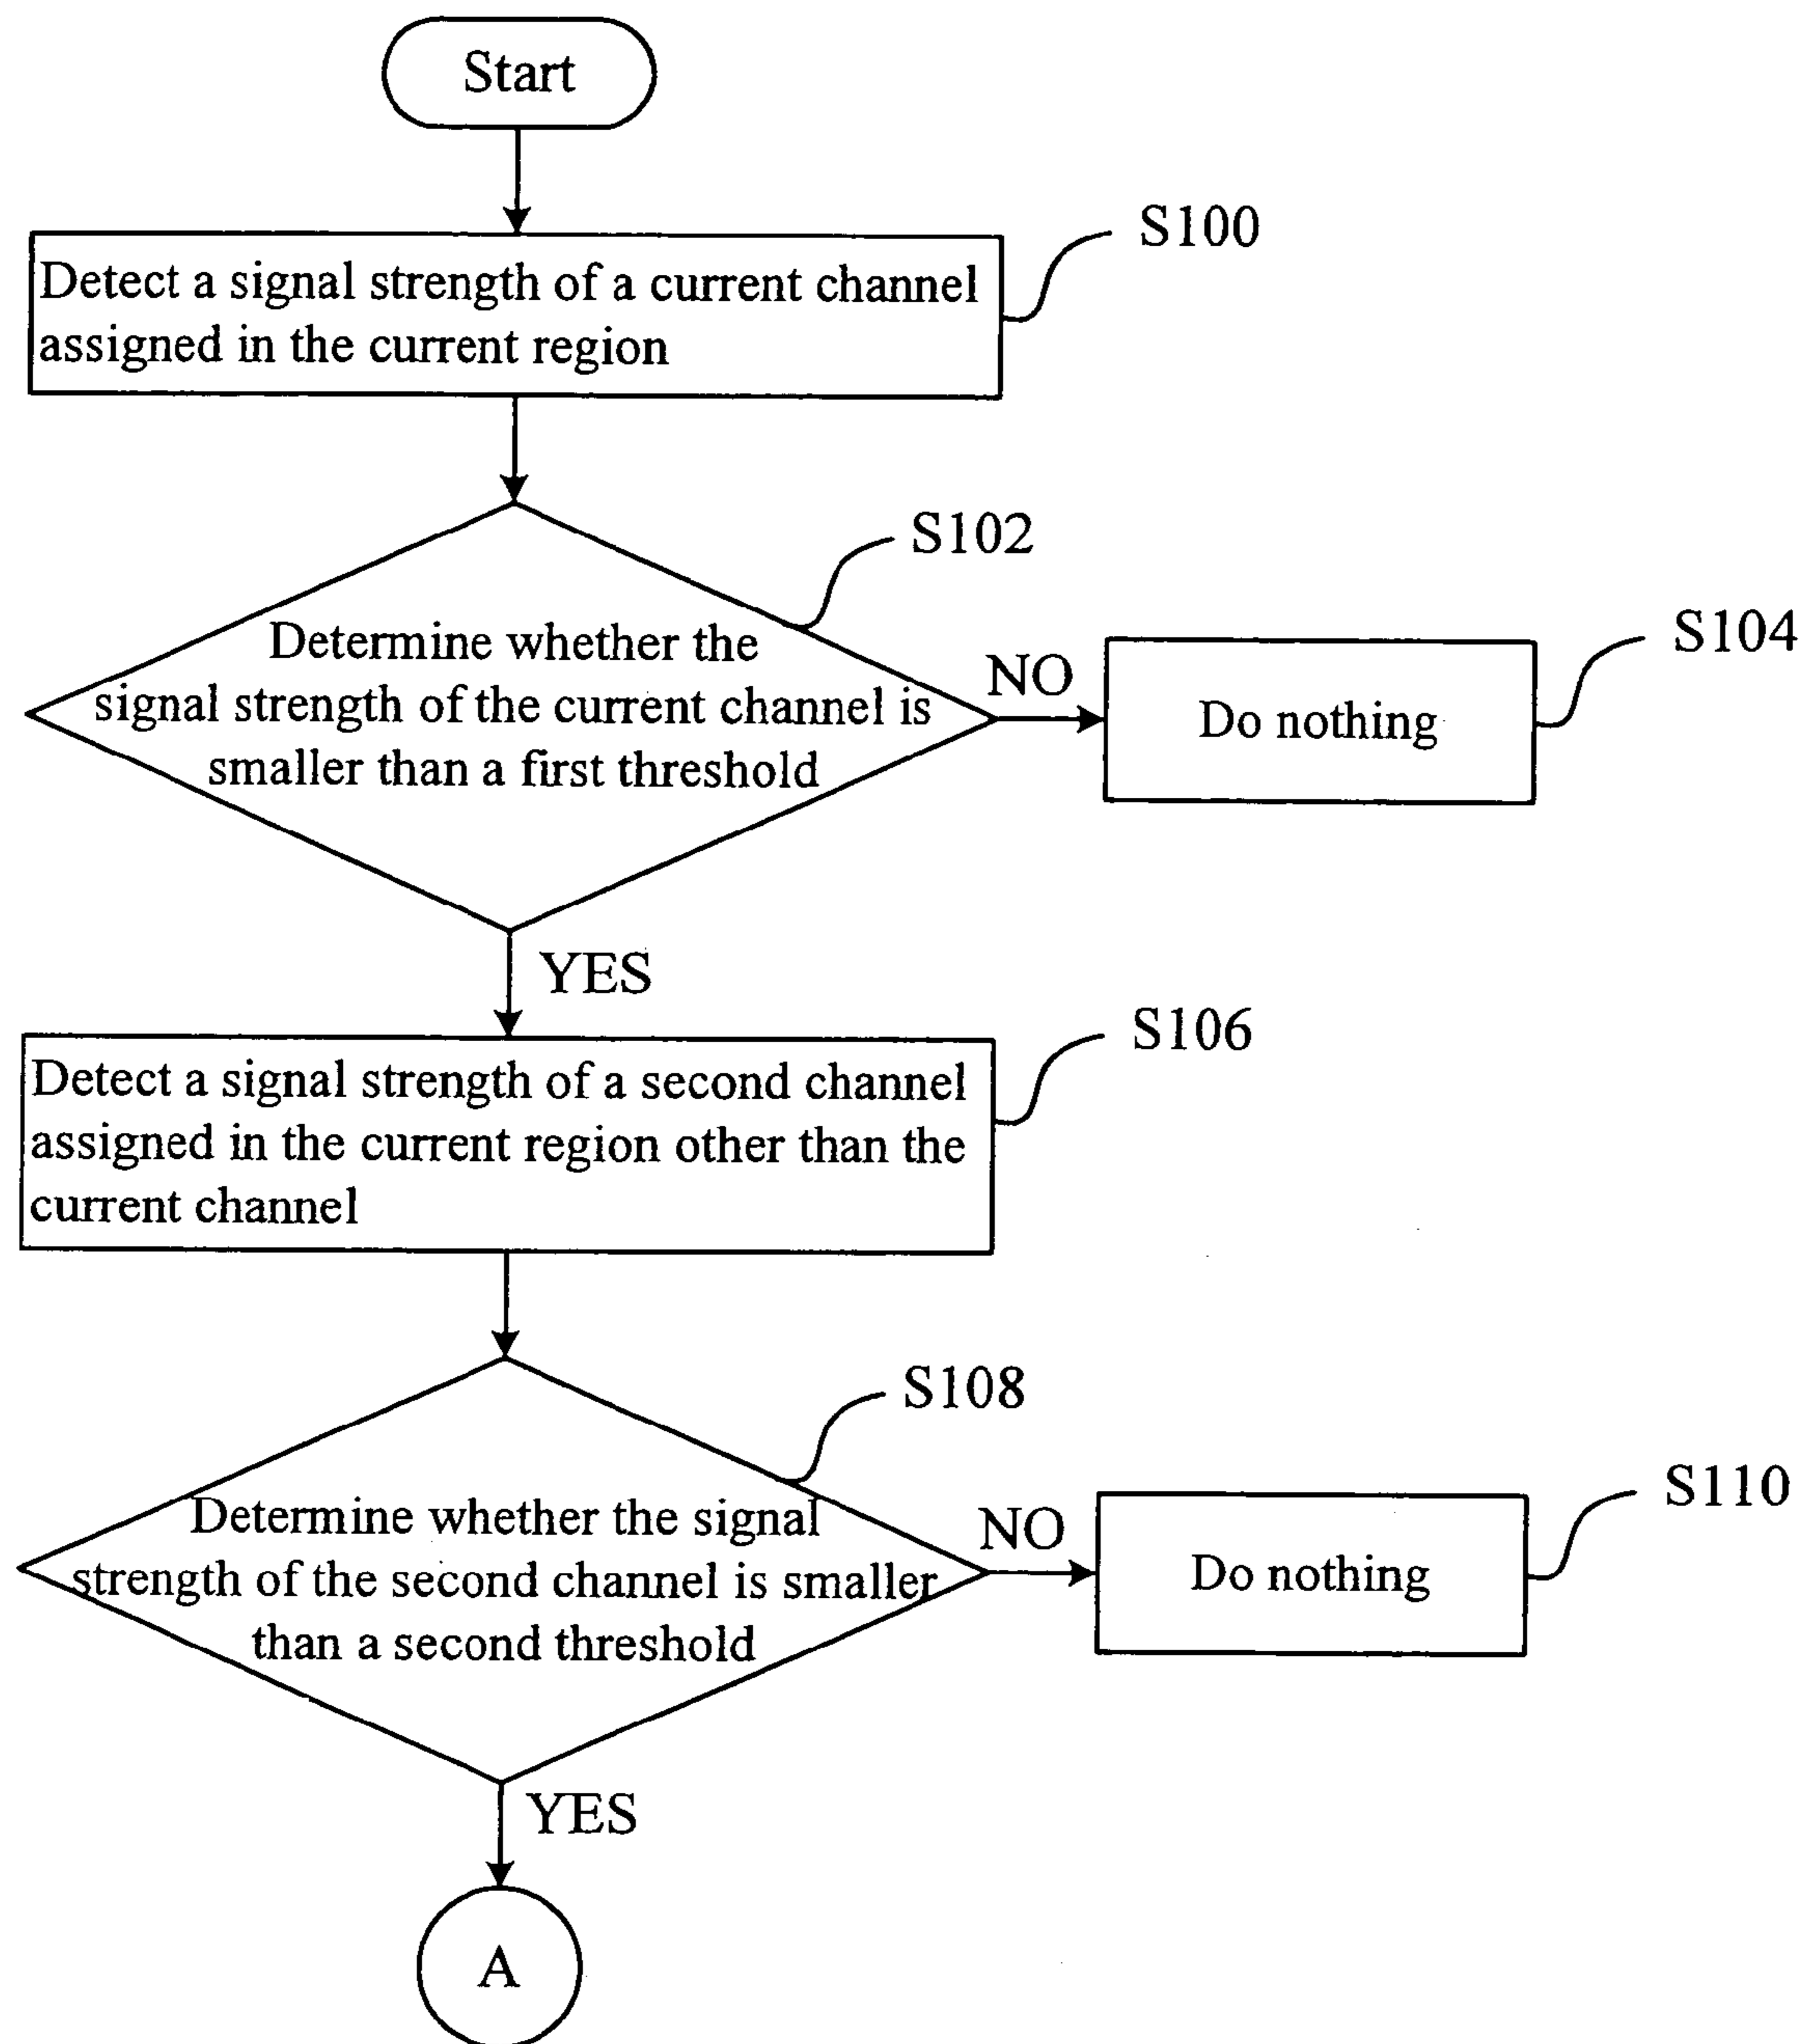 Start
S100
Detect a signal strength of a current channel
assigned in the current region
S102
Determine whether the
signal strength of the current channel is
smaller than a first threshold
NO
S104
Do nothing
YES
S106
Detect a signal strength of a second channel
assigned in the current region other than the
current channel
S108
Determine whether the signal
strength of the second channel is smaller
than a second threshold
NO
S110
Do nothing
YES
A